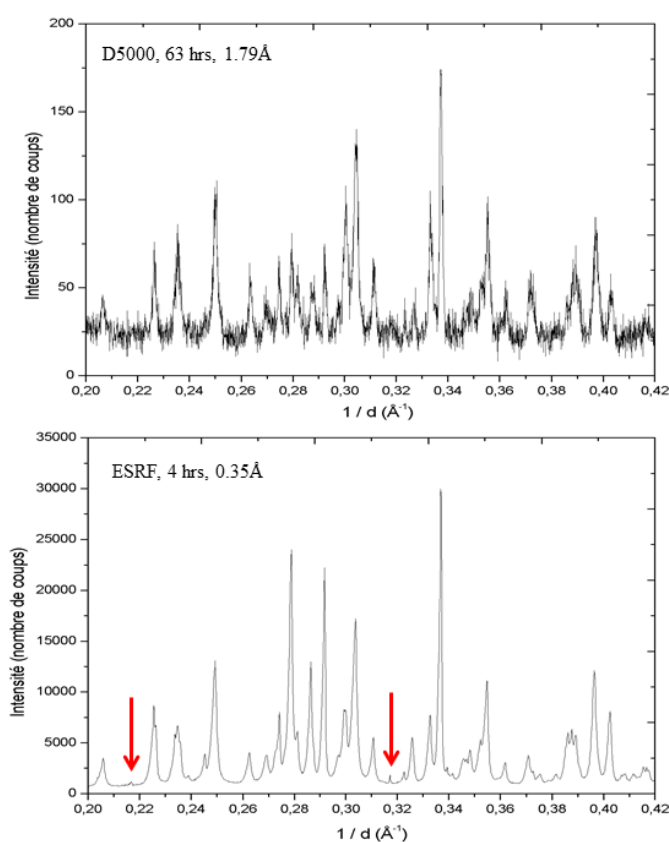 200
D5000, 63 hrs, 1.79Å
150
100
50
0
Intensité (nombre de coups)
0,20 0,22 0,24 0,26 0,28 0,30 0,32 0,34 0,36 0,38 0,40 0,42
1 / d (Å⁻¹)
35000
ESRF, 4 hrs, 0.35Å
30000
25000
20000
15000
10000
5000
0
Intensité (nombre de coups)
0,20 0,22 0,24 0,26 0,28 0,30 0,32 0,34 0,36 0,38 0,40 0,42
1 / d (Å⁻¹)